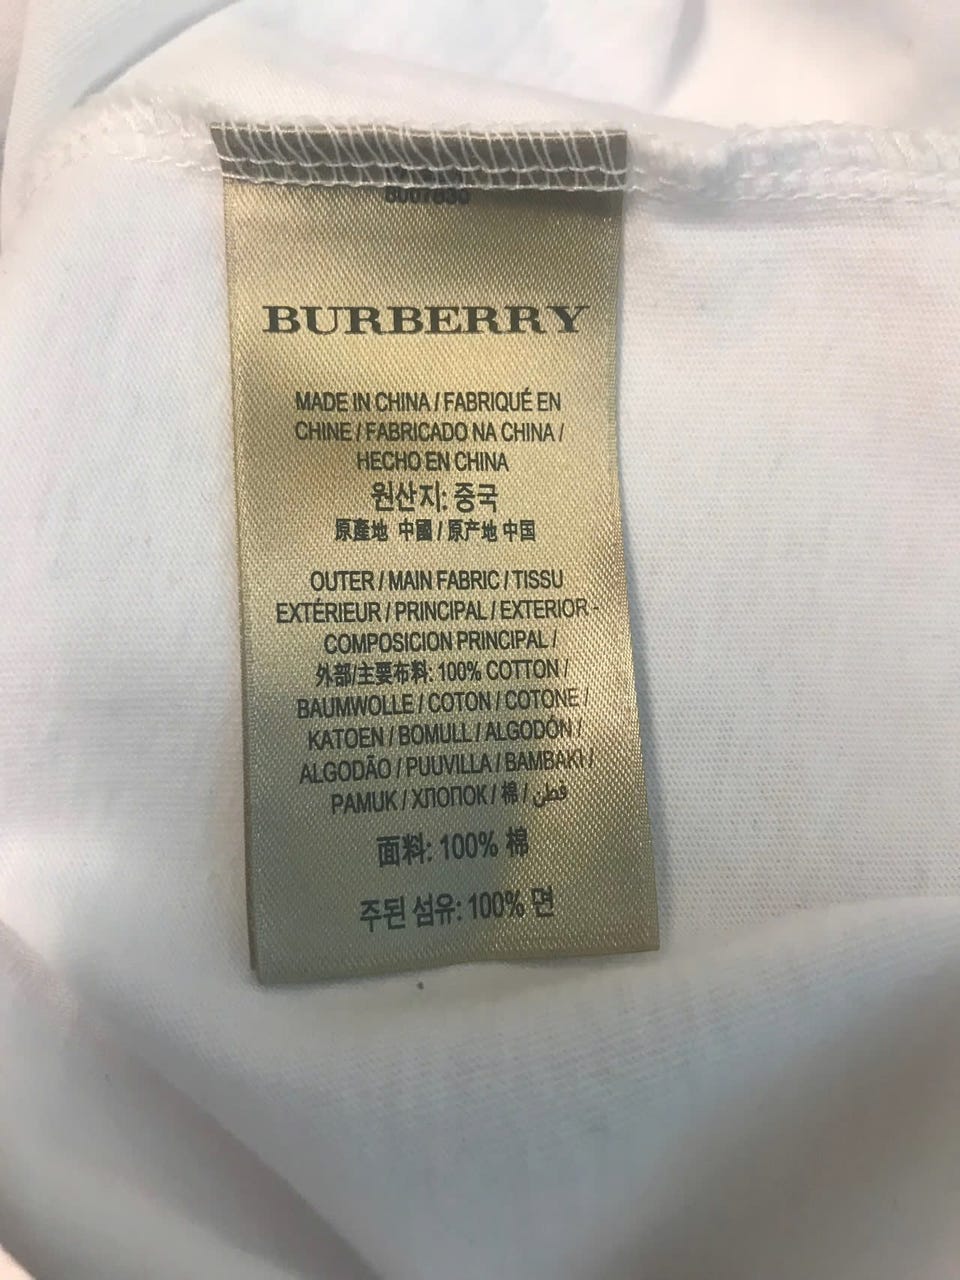 BURBERRY
MADE IN CHINA / FABRIQUÉ EN
CHINE / FABRICADO NA CHINA /
HECHO EN CHINA
원산지: 중국
原產地 中國 / 原产地 中国
OUTER / MAIN FABRIC / TISSU
EXTÉRIEUR / PRINCIPAL / EXTERIOR -
COMPOSICION PRINCIPAL /
外部/主要布料: 100% COTTON /
BAUMWOLLE / COTON / COTONE /
KATOEN / BOMULL / ALGODÓN /
ALGODÃO / PUUVILLA / BAMBAKI /
PAMUK / ХЛОПОК / 棉 / قطن
面料: 100% 棉
주된 섬유: 100% 면